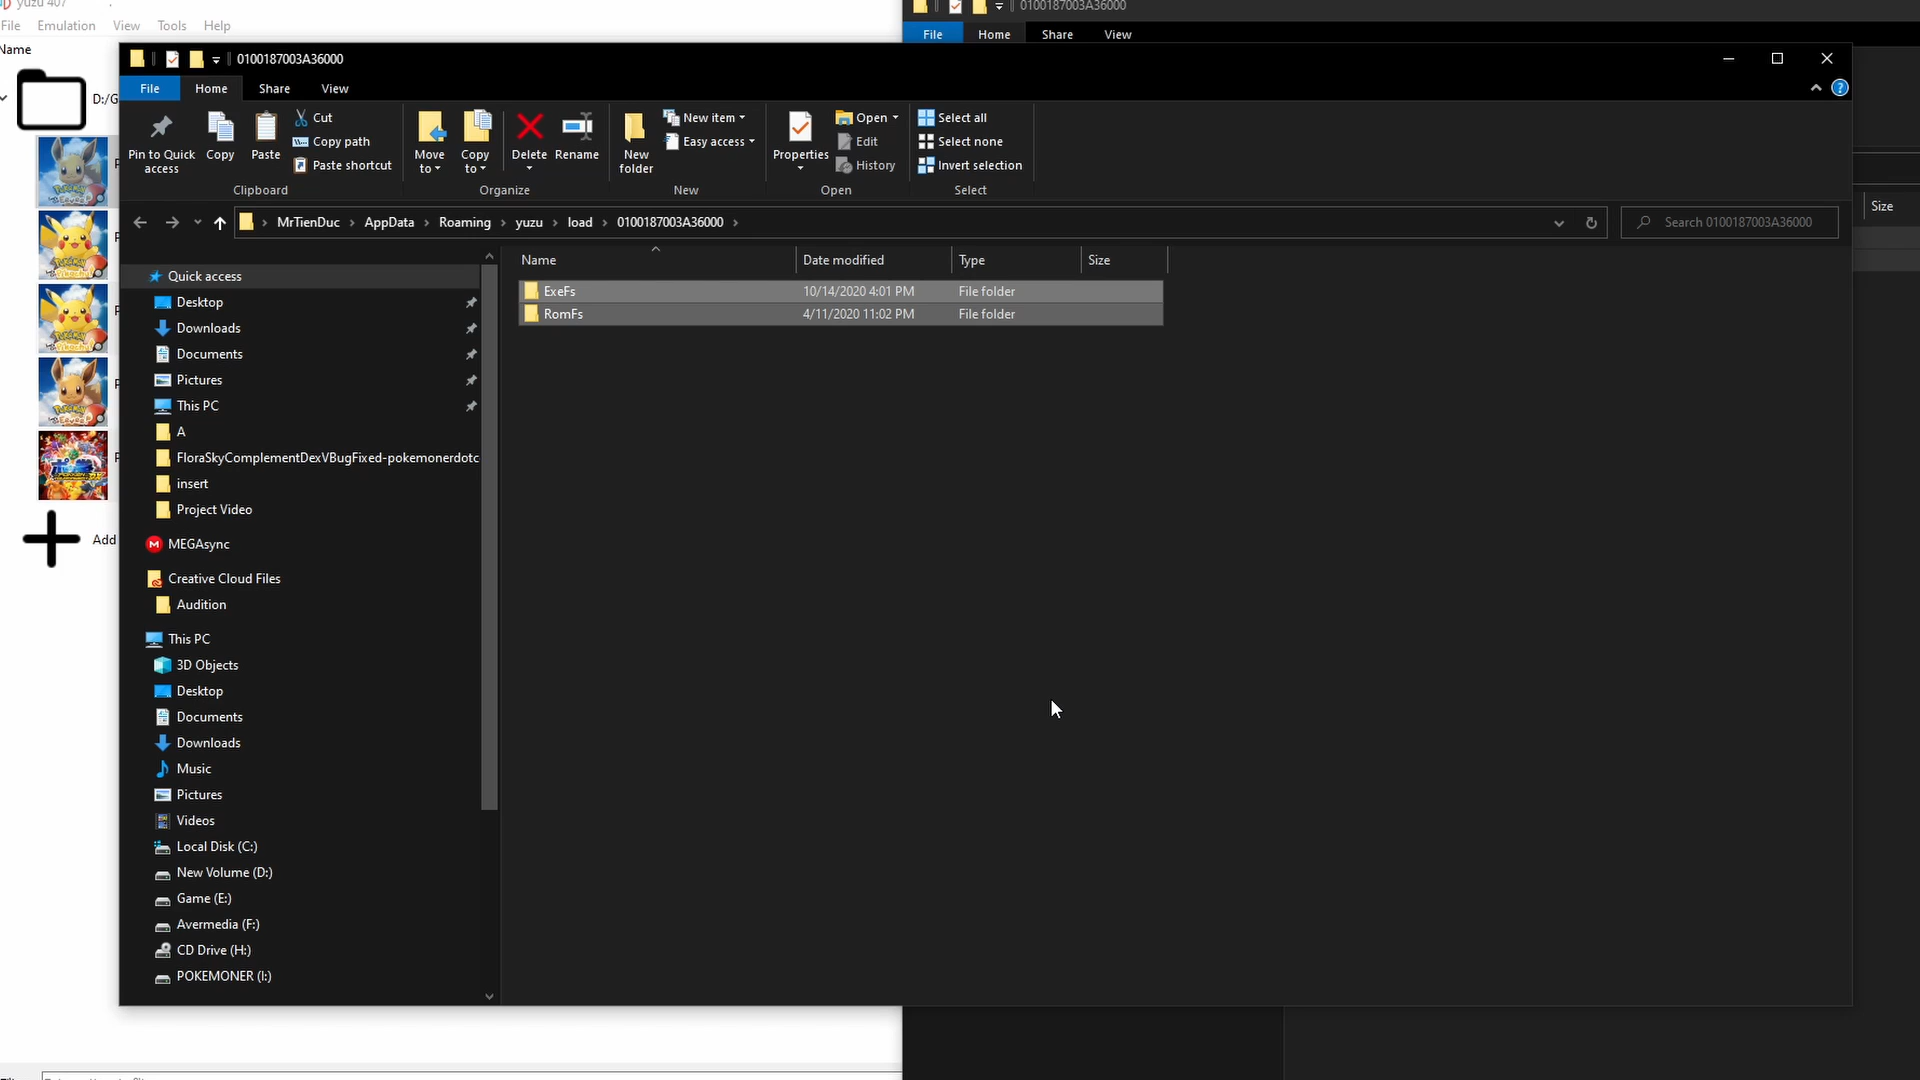 yuzu 407
File Emulation View Tools Help
Name
D:/G
Add
0100187003A36000
File Home Share View
Size
0100187003A36000
File Home Share View
Pin to Quick access
Copy
Paste
Cut
Copy path
Paste shortcut
Clipboard
Move to
Copy to
Delete
Rename
Organize
New folder
New item
Easy access
New
Properties
Open
Edit
History
Open
Select all
Select none
Invert selection
Select
MrTienDuc > AppData > Roaming > yuzu > load > 0100187003A36000 >
Search 0100187003A36000
Name Date modified Type Size
ExeFs 10/14/2020 4:01 PM File folder
RomFs 4/11/2020 11:02 PM File folder
Quick access
Desktop
Downloads
Documents
Pictures
This PC
A
FloraSkyComplementDexVBugFixed-pokemonerdotc
insert
Project Video
MEGAsync
Creative Cloud Files
Audition
This PC
3D Objects
Desktop
Documents
Downloads
Music
Pictures
Videos
Local Disk (C:)
New Volume (D:)
Game (E:)
Avermedia (F:)
CD Drive (H:)
POKEMONER (I:)